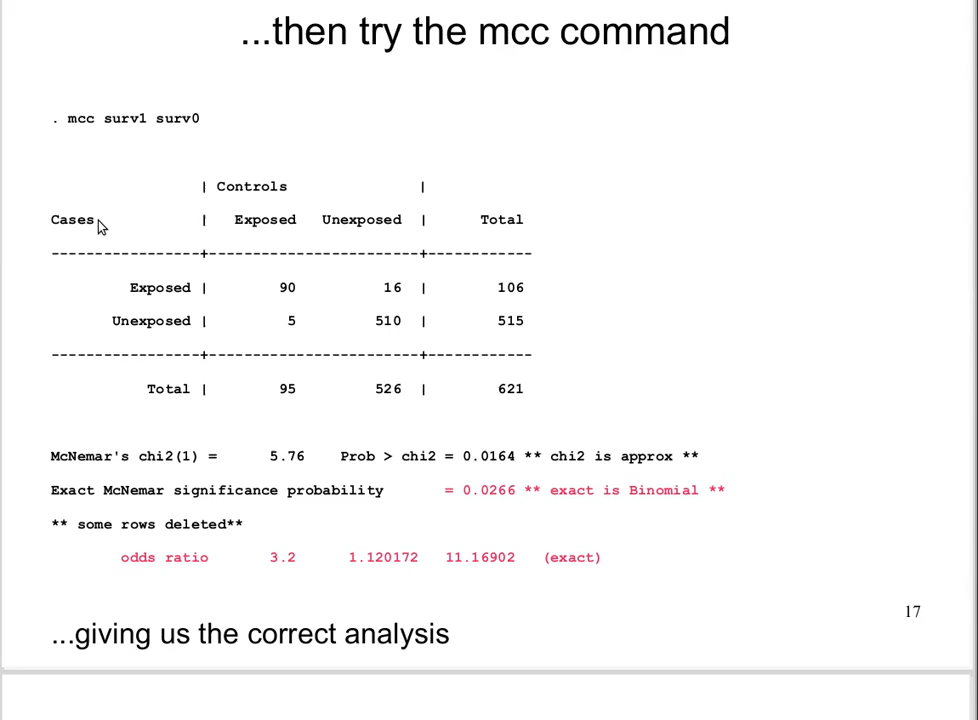 ...then try the mcc command
. mcc surv1 surv0
| Controls |
Cases | Exposed Unexposed | Total
-----------------+------------------------+------------
Exposed | 90 16 | 106
Unexposed | 5 510 | 515
-----------------+------------------------+------------
Total | 95 526 | 621
McNemar's chi2(1) = 5.76 Prob > chi2 = 0.0164 ** chi2 is approx **
Exact McNemar significance probability = 0.0266 ** exact is Binomial **
** some rows deleted**
odds ratio 3.2 1.120172 11.16902 (exact)
17
...giving us the correct analysis